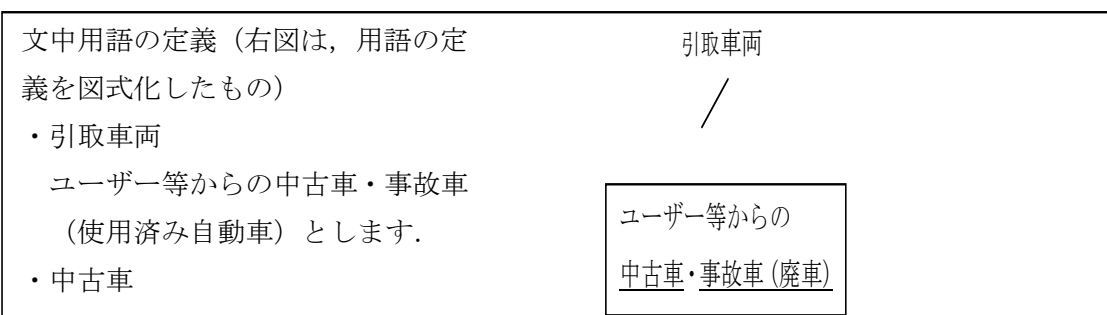 文中用語の定義（右図は，用語の定
義を図式化したもの）
・引取車両
ユーザー等からの中古車・事故車
（使用済み自動車）とします．
・中古車
引取車両
ユーザー等からの
中古車・事故車（廃車）